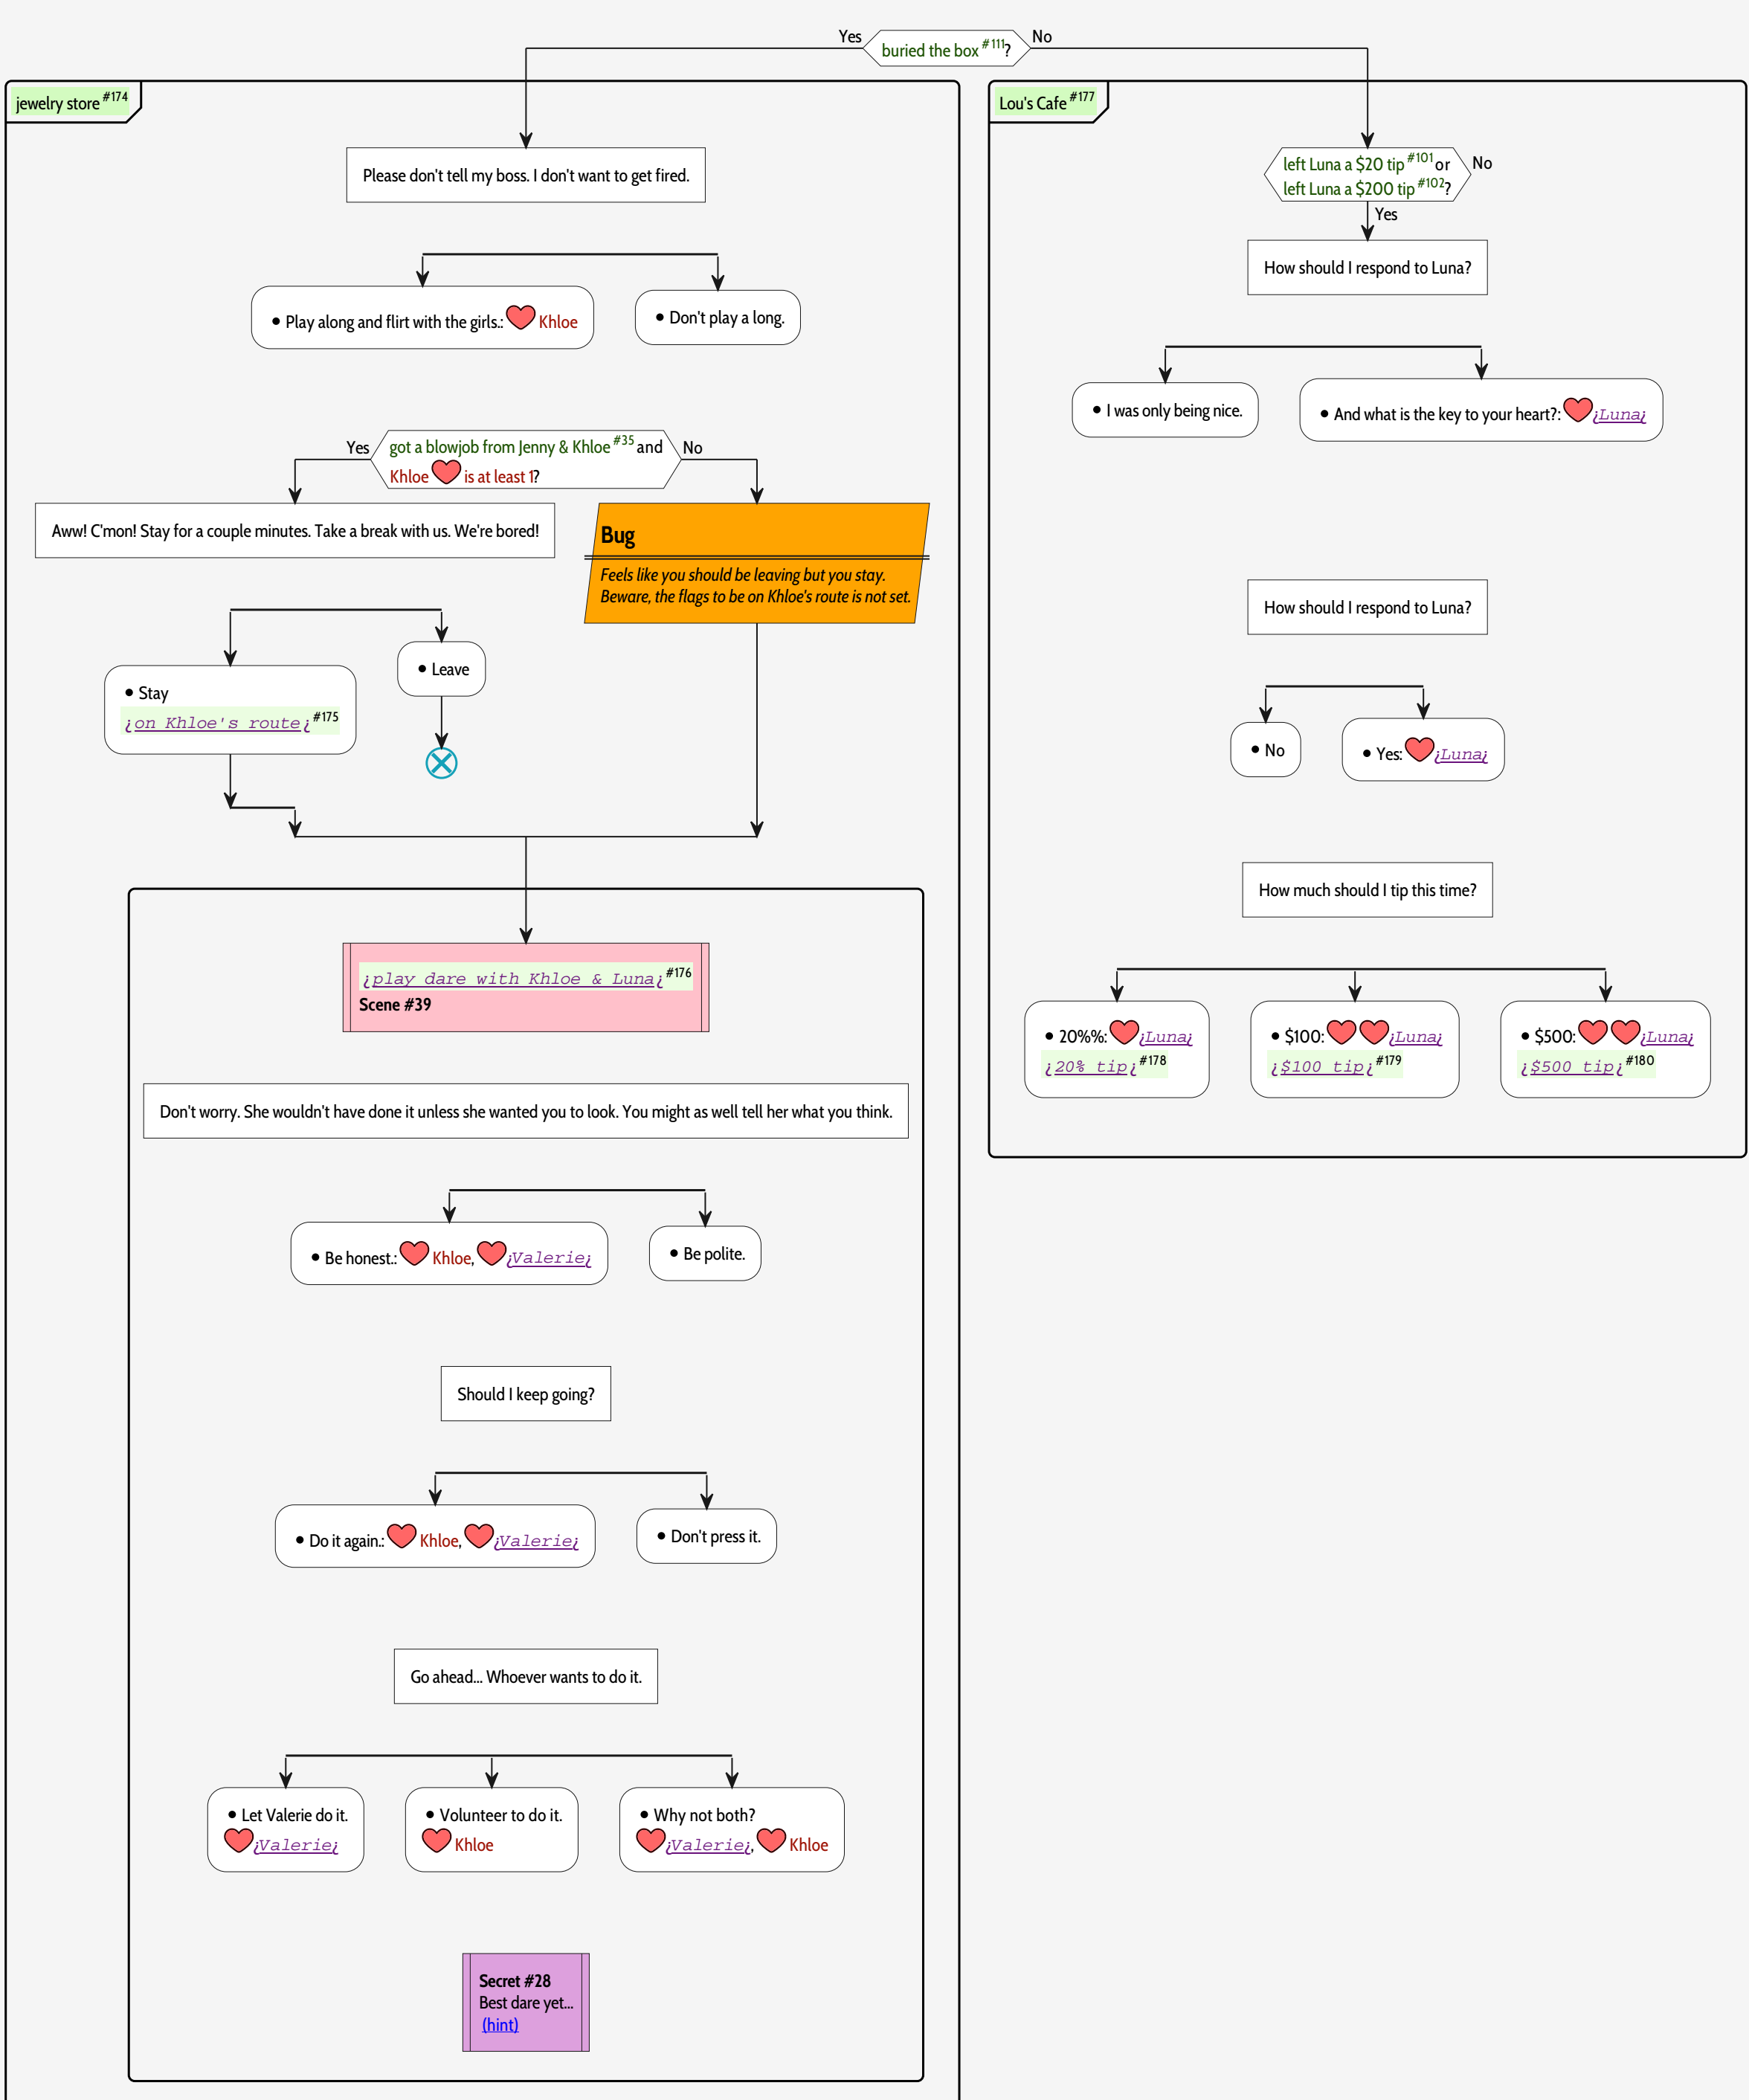 buried the box #111?
Yes
No
jewelry store #174
Please don't tell my boss. I don't want to get fired.
• Play along and flirt with the girls.: Khloe
• Don't play a long.
Yes
got a blowjob from Jenny & Khloe #35 and
Khloe is at least 1?
No
Aww! C'mon! Stay for a couple minutes. Take a break with us. We're bored!
Bug
Feels like you should be leaving but you stay.
Beware, the flags to be on Khloe's route is not set.
• Stay
¿on Khloe's route¿ #175
• Leave
¿play dare with Khloe & Luna¿ #176
Scene #39
Don't worry. She wouldn't have done it unless she wanted you to look. You might as well tell her what you think.
• Be honest.: Khloe, ¿Valerie¿
• Be polite.
Should I keep going?
• Do it again.: Khloe, ¿Valerie¿
• Don't press it.
Go ahead... Whoever wants to do it.
• Let Valerie do it.
¿Valerie¿
• Volunteer to do it.
Khloe
• Why not both?
¿Valerie¿, Khloe
Secret #28
Best dare yet...
(hint)
Lou's Cafe #177
left Luna a $20 tip #101 or
left Luna a $200 tip #102?
No
Yes
How should I respond to Luna?
• I was only being nice.
• And what is the key to your heart?: ¿Luna¿
How should I respond to Luna?
• No
• Yes: ¿Luna¿
How much should I tip this time?
• 20%%: ¿Luna¿
¿20% tip¿ #178
• $100: ¿Luna¿
¿$100 tip¿ #179
• $500: ¿Luna¿
¿$500 tip¿ #180